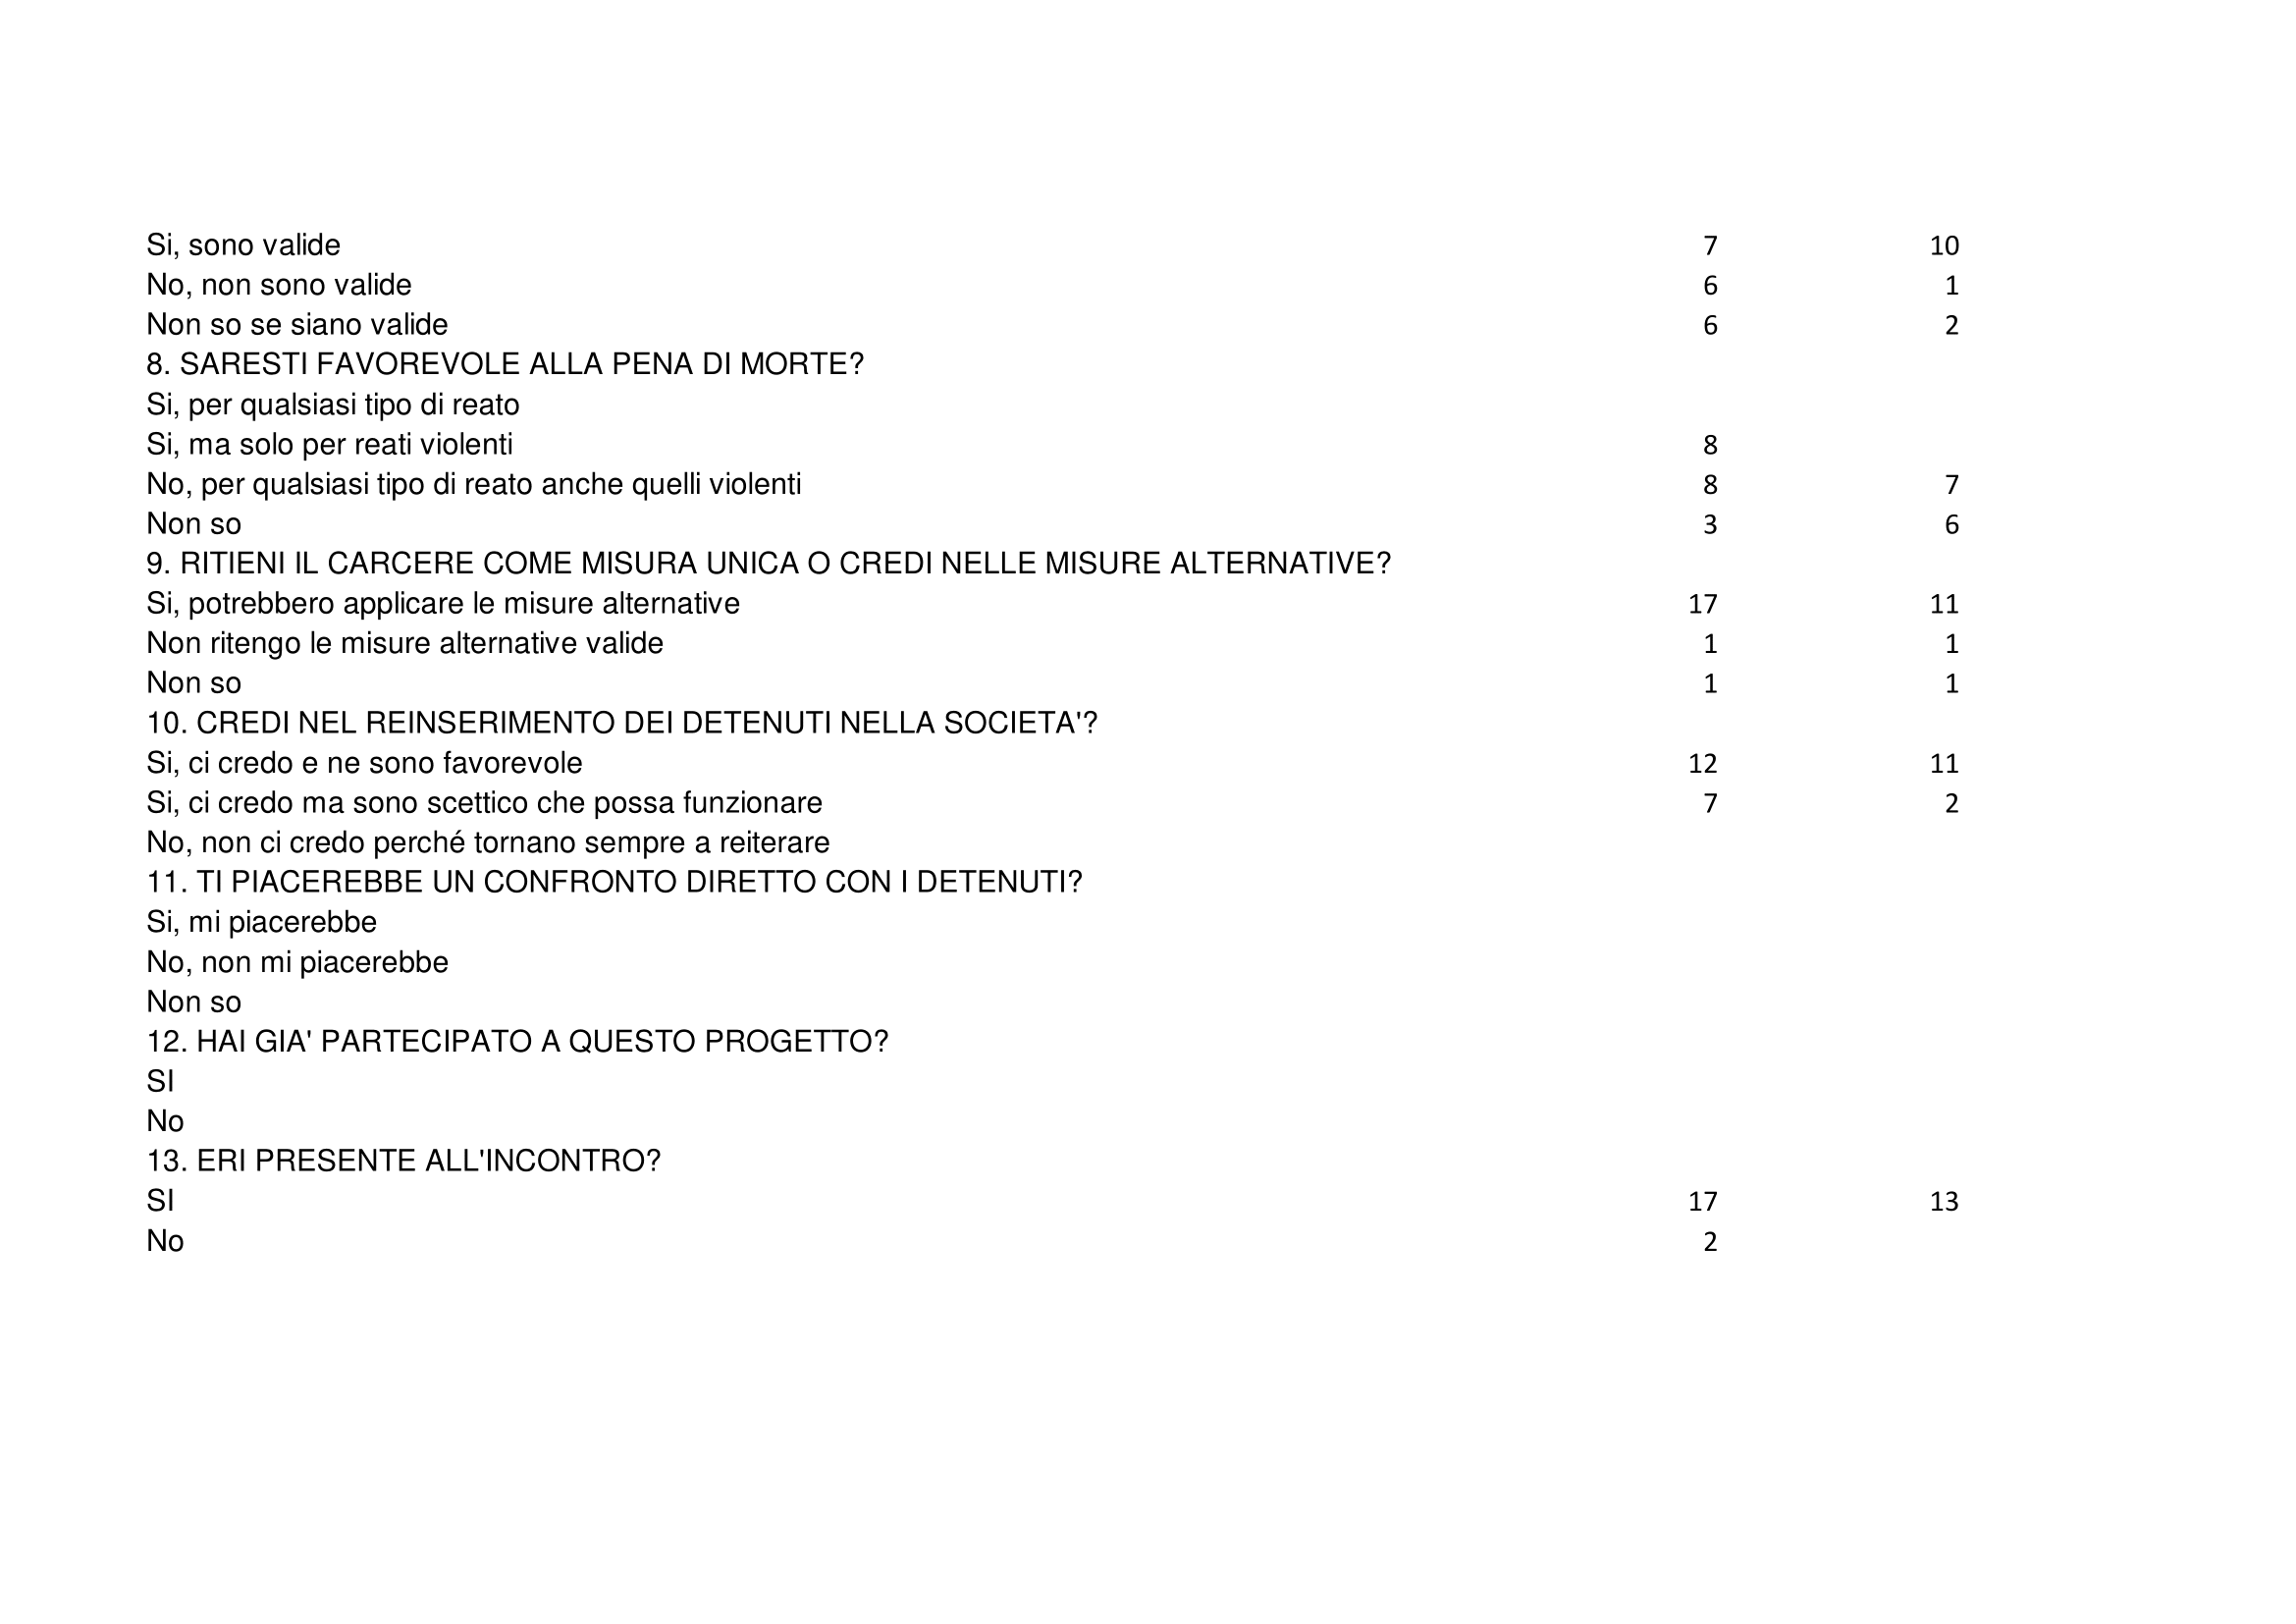 Si, sono valide 7 10
No, non sono valide 6 1
Non so se siano valide 6 2
8. SARESTI FAVOREVOLE ALLA PENA DI MORTE?
Si, per qualsiasi tipo di reato
Si, ma solo per reati violenti 8
No, per qualsiasi tipo di reato anche quelli violenti 8 7
Non so 3 6
9. RITIENI IL CARCERE COME MISURA UNICA O CREDI NELLE MISURE ALTERNATIVE?
Si, potrebbero applicare le misure alternative 17 11
Non ritengo le misure alternative valide 1 1
Non so 1 1
10. CREDI NEL REINSERIMENTO DEI DETENUTI NELLA SOCIETA'?
Si, ci credo e ne sono favorevole 12 11
Si, ci credo ma sono scettico che possa funzionare 7 2
No, non ci credo perché tornano sempre a reiterare
11. TI PIACEREBBE UN CONFRONTO DIRETTO CON I DETENUTI?
Si, mi piacerebbe
No, non mi piacerebbe
Non so
12. HAI GIA' PARTECIPATO A QUESTO PROGETTO?
SI
No
13. ERI PRESENTE ALL'INCONTRO?
SI 17 13
No 2